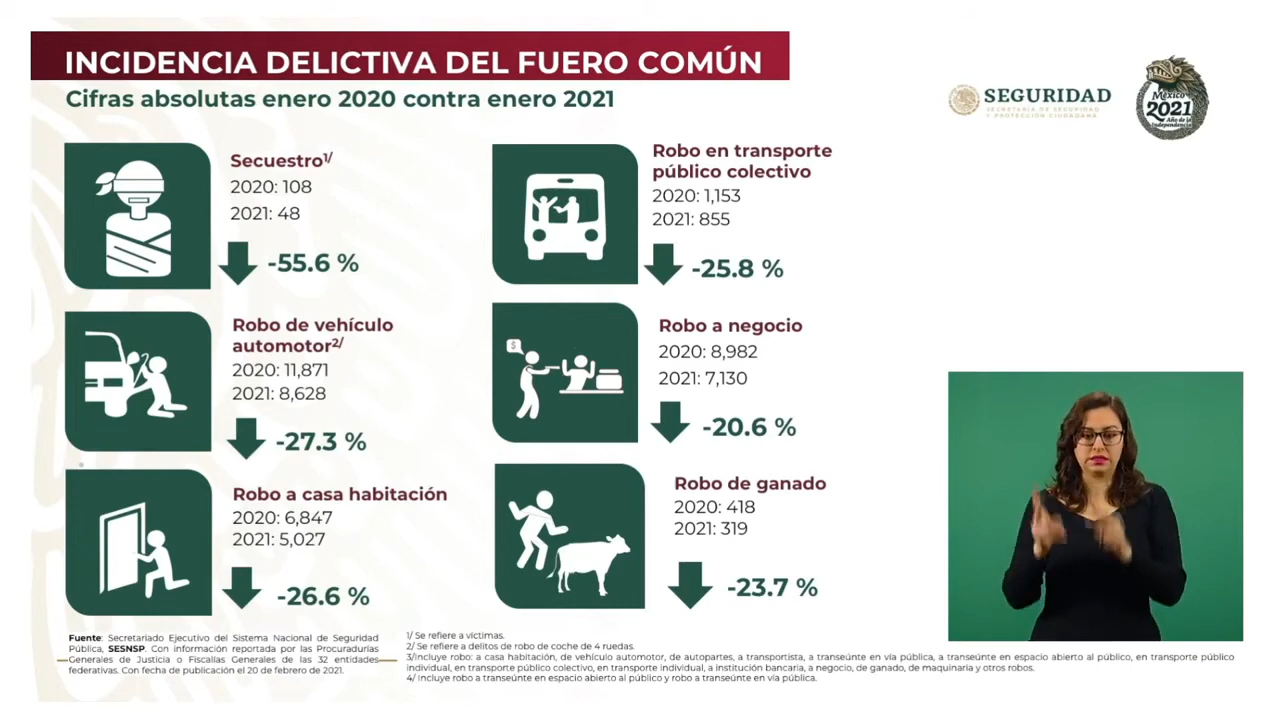 INCIDENCIA DELICTIVA DEL FUERO COMÚN
Cifras absolutas enero 2020 contra enero 2021
SEGURIDAD
SECRETARÍA DE SEGURIDAD
Y PROTECCIÓN CIUDADANA
México
2021
Año de la
Independencia
Secuestro1/
2020: 108
2021: 48
-55.6 %
Robo de vehículo
automotor2/
2020: 11,871
2021: 8,628
-27.3 %
Robo a casa habitación
2020: 6,847
2021: 5,027
-26.6 %
Robo en transporte
público colectivo
2020: 1,153
2021: 855
-25.8 %
$
Robo a negocio
2020: 8,982
2021: 7,130
-20.6 %
Robo de ganado
2020: 418
2021: 319
-23.7 %
Fuente: Secretariado Ejecutivo del Sistema Nacional de Seguridad
Pública, SESNSP. Con información reportada por las Procuradurías
Generales de Justicia o Fiscalías Generales de las 32 entidades
federativas. Con fecha de publicación el 20 de febrero de 2021.
1/ Se refiere a víctimas.
2/ Se refiere a delitos de robo de coche de 4 ruedas.
3/Incluye robo: a casa habitación, de vehículo automotor, de autopartes, a transportista, a transeúnte en vía pública, a transeúnte en espacio abierto al público, en transporte público
individual, en transporte público colectivo, en transporte individual, a institución bancaria, a negocio, de ganado, de maquinaria y otros robos.
4/ Incluye robo a transeúnte en espacio abierto al público y robo a transeúnte en vía pública.